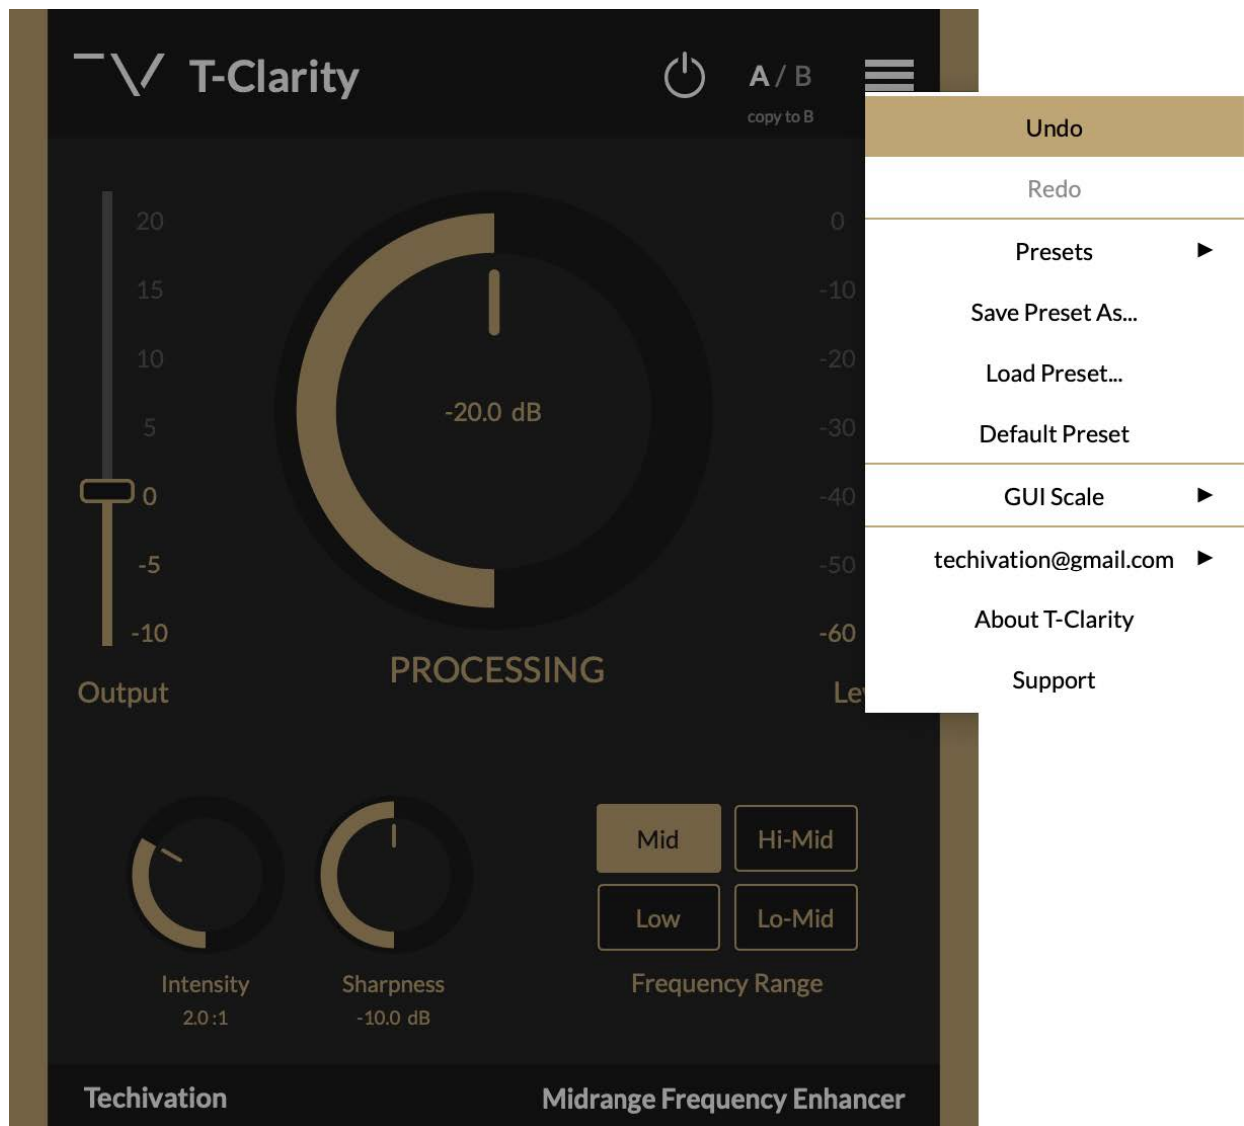 T-Clarity
A / B
copy to B
Undo
Redo
Presets
Save Preset As...
Load Preset...
Default Preset
GUI Scale
techivation@gmail.com
About T-Clarity
Support
20
15
10
5
0
-5
-10
Output
-20.0 dB
PROCESSING
0
-10
-20
-30
-40
-50
-60
Intensity
2.0 :1
Sharpness
-10.0 dB
Mid
Hi-Mid
Low
Lo-Mid
Frequency Range
Techivation
Midrange Frequency Enhancer